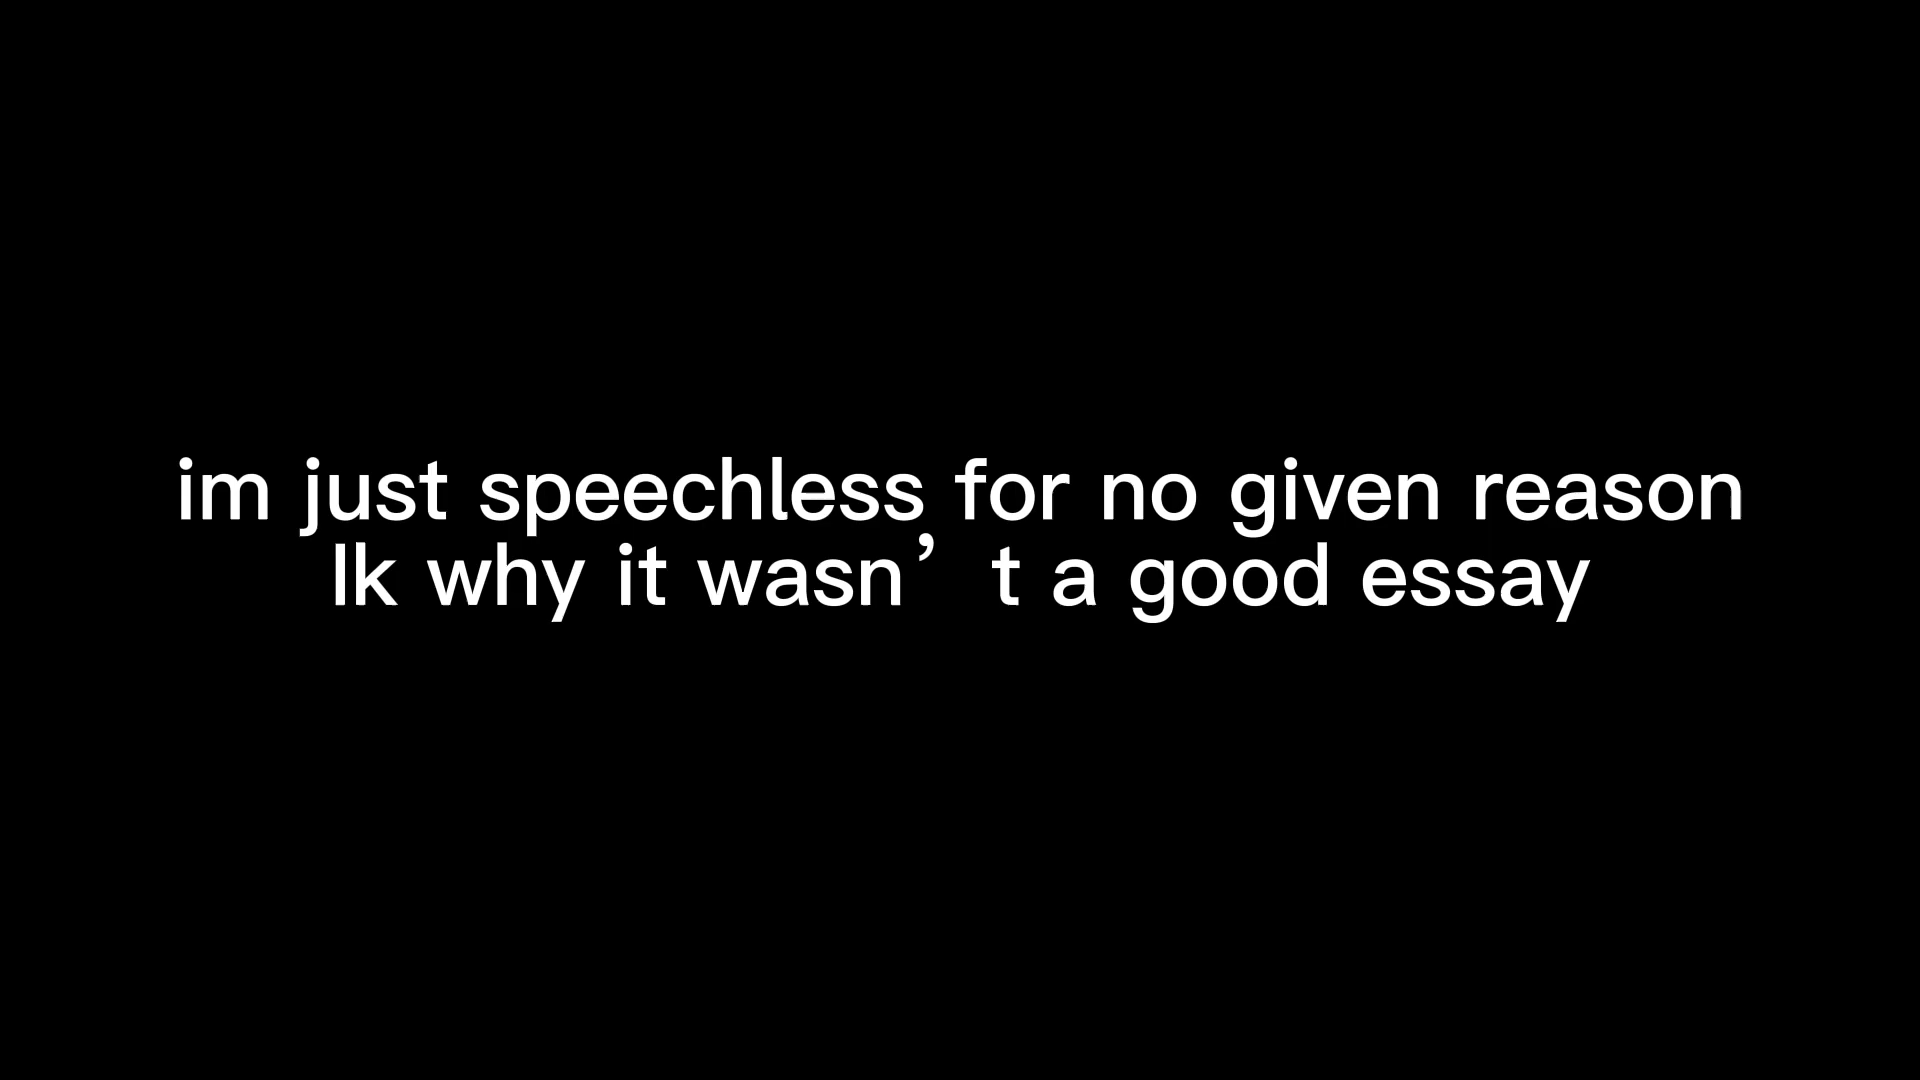 im just speechless for no given reason
Ik why it wasn’t a good essay